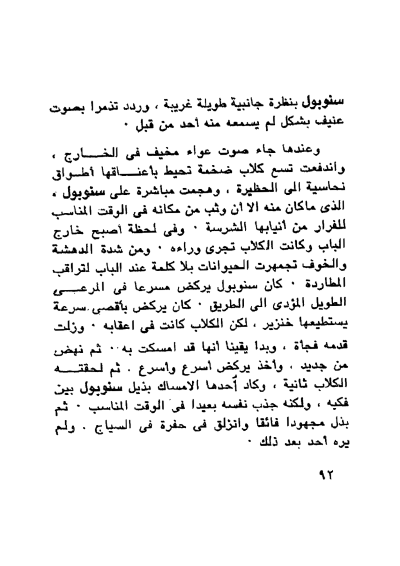 سنوبول بنظرة جانبية طويلة غريبة ، وردد تذمرا بصوت
عنيف بشكل لم يسمعه منه أحد من قبل ٠
وعندها جاء صوت عواء مخيف فى الخـــارج ،
واندفعت تسع كلاب ضخمة تحيط بأعنـــاقها أطـــواق
نحاسية الى الحظيرة ، وهجمت مباشرة على سنوبول ،
الذى ماكان منه الا أن وثب من مكانه فى الوقت المناسب
للفرار من أنيابها الشرسة ٠ وفى لحظة أصبح خارج
الباب وكانت الكلاب تجرى وراءه ٠ ومن شدة الدهشة
والخوف تجمهرت الحيوانات بلا كلمة عند الباب لتراقب
المطاردة ٠ كان سنوبول يركض مسرعا فى المرعـــى
الطويل المؤدى الى الطريق ٠ كان يركض بأقصى سرعة
يستطيعها خنزير ، لكن الكلاب كانت فى اعقابه ٠ وزلت
قدمه فجأة ، وبدا يقينا أنها قد امسكت به ٠٠ ثم نهض
من جديد ، وأخذ يركض أسرع وأسرع . ثم لحقتـــه
الكلاب ثانية ، وكاد أحدها الامساك بذيل سنوبول بين
فكيه ، ولكنه جذب نفسه بعيدا فى الوقت المناسب ٠ ثم
بذل مجهودا فائقا وانزلق فى حفرة فى السياج . ولم
يره أحد بعد ذلك ٠
٩٢